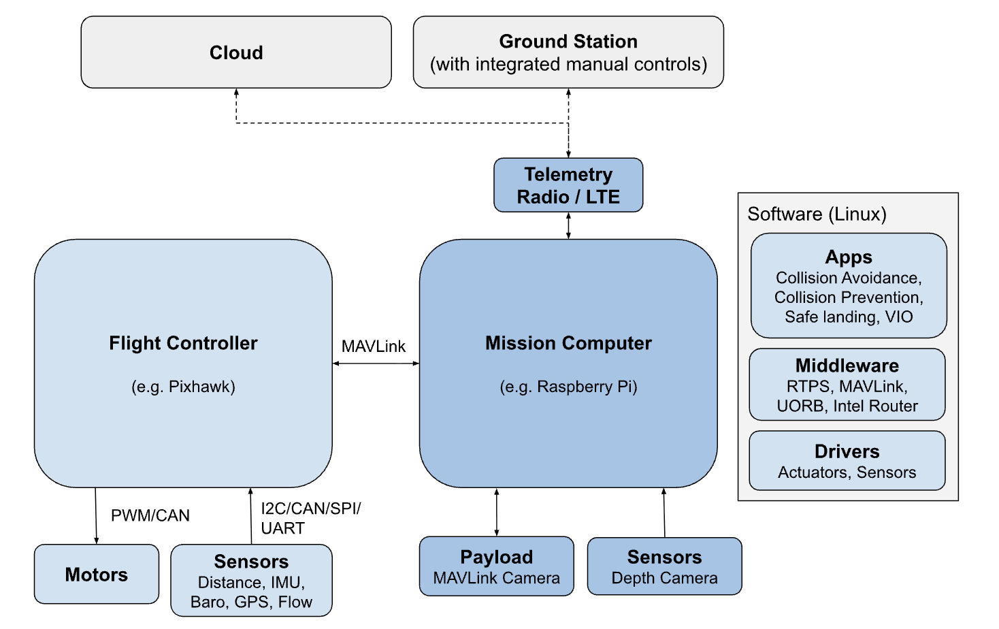 Cloud
Ground Station
(with integrated manual controls)
Telemetry
Radio / LTE
Software (Linux)
Apps
Collision Avoidance,
Collision Prevention,
Safe landing, VIO
Middleware
RTPS, MAVLink,
UORB, Intel Router
Drivers
Actuators, Sensors
Flight Controller
(e.g. Pixhawk)
MAVLink
Mission Computer
(e.g. Raspberry Pi)
PWM/CAN
I2C/CAN/SPI/
UART
Motors
Sensors
Distance, IMU,
Baro, GPS, Flow
Payload
MAVLink Camera
Sensors
Depth Camera